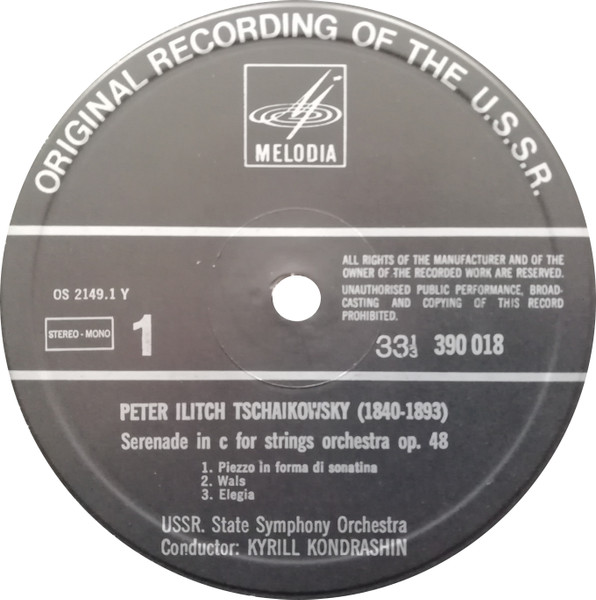 ORIGINAL RECORDING OF THE U.S.S.R.
MELODIA
ALL RIGHTS OF THE MANUFACTURER AND OF THE
OWNER OF THE RECORDED WORK ARE RESERVED.
UNAUTHORISED PUBLIC PERFORMANCE, BROAD-
CASTING AND COPYING OF THIS RECORD
PROHIBITED.
OS 2149.1 Y
STEREO-MONO 1
33⅓ 390 018
PETER ILITCH TSCHAIKOWSKY (1840-1893)
Serenade in c for strings orchestra op. 48
1. Piezzo in forma di sonatina
2. Wals
3. Elegia
USSR. State Symphony Orchestra
Conductor: KYRILL KONDRASHIN